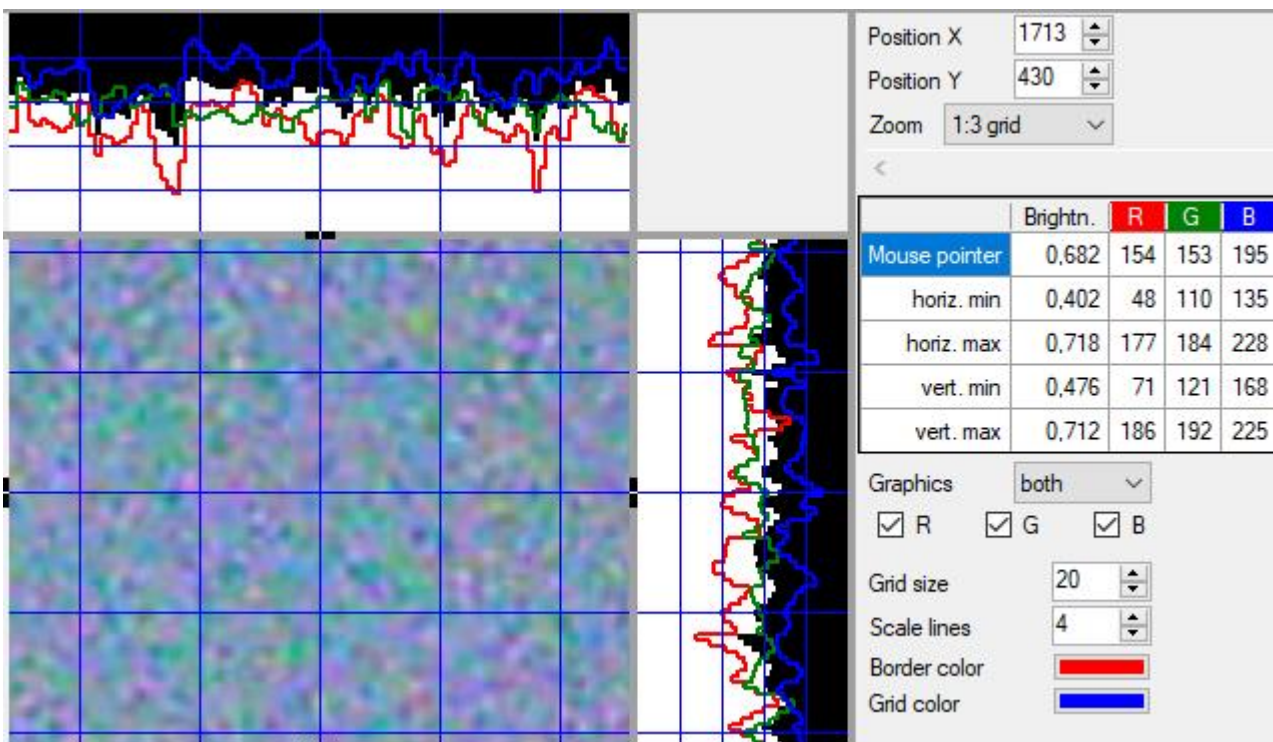 Position X 1713
Position Y 430
Zoom 1:3 grid
<
Brightn. R G B
Mouse pointer 0,682 154 153 195
horiz. min 0,402 48 110 135
horiz. max 0,718 177 184 228
vert. min 0,476 71 121 168
vert. max 0,712 186 192 225
Graphics both
R G B
Grid size 20
Scale lines 4
Border color
Grid color